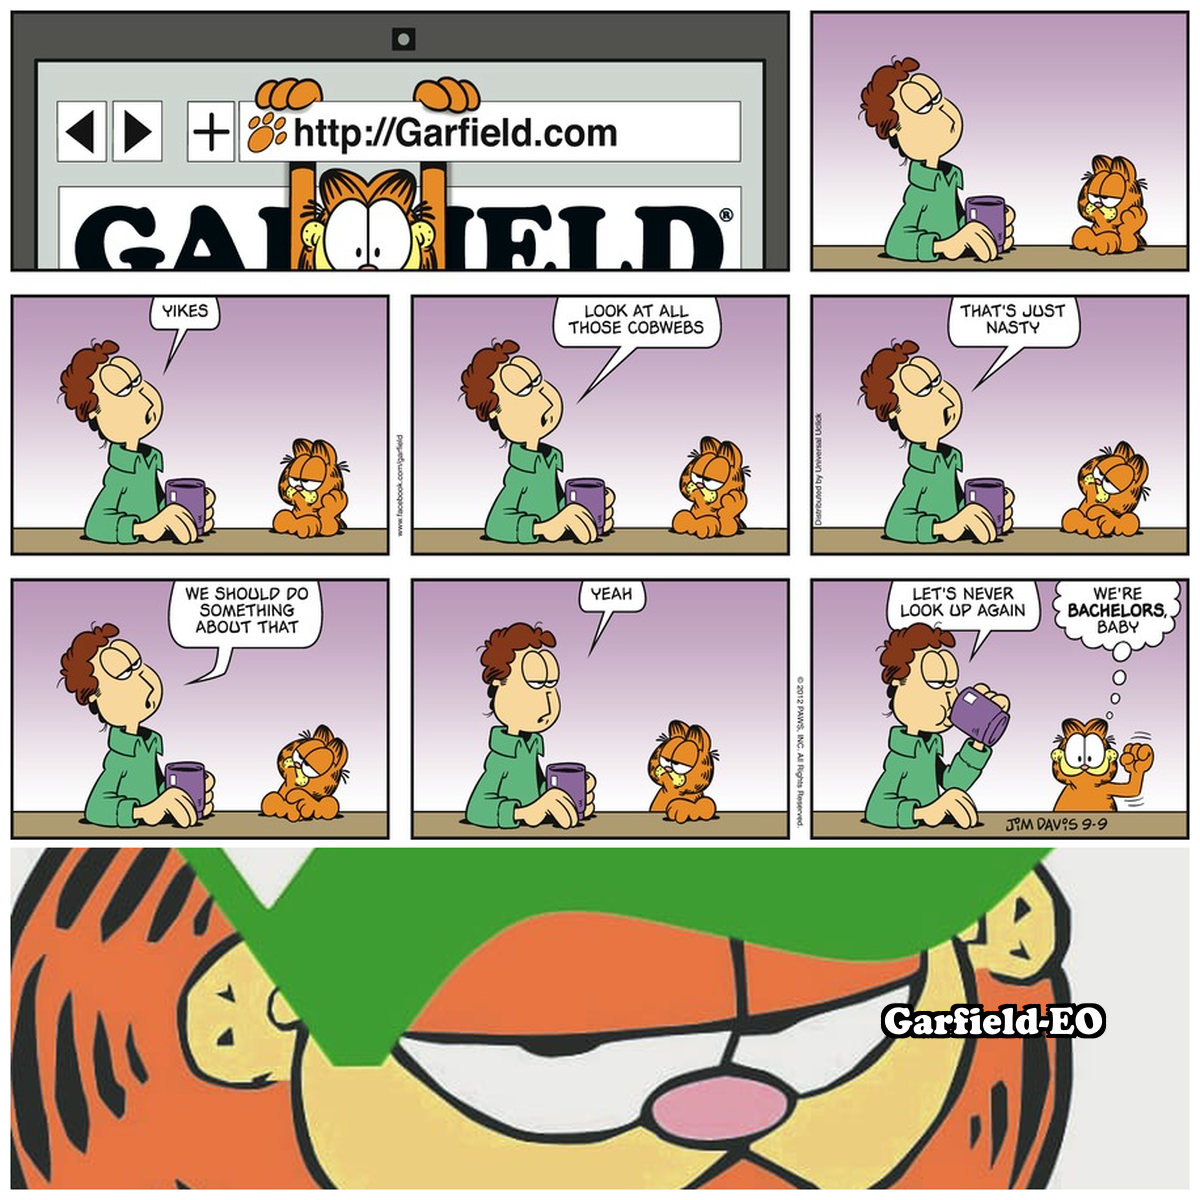 http://Garfield.com
GARFIELD®
YIKES
www.facebook.com/garfield
LOOK AT ALL
THOSE COBWEBS
THAT'S JUST
NASTY
Distributed by Universal Uclick
WE SHOULD DO
SOMETHING
ABOUT THAT
YEAH
© 2012 PAWS, INC. All Rights Reserved.
LET'S NEVER
LOOK UP AGAIN
WE'RE
BACHELORS,
BABY
JIM DAVIS 9-9
Garfield-EO